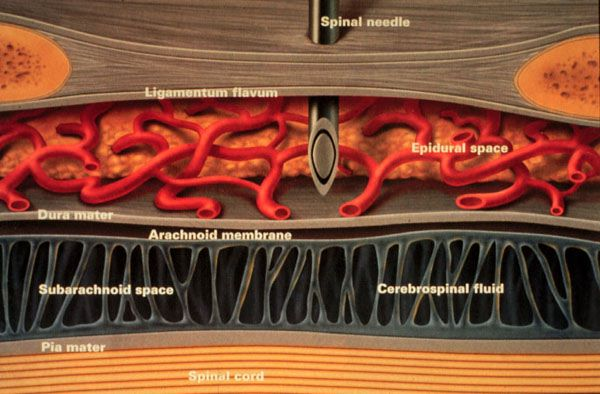 Spinal needle
Ligamentum flavum
Epidural space
Dura mater
Arachnoid membrane
Subarachnoid space
Cerebrospinal fluid
Pia mater
Spinal cord